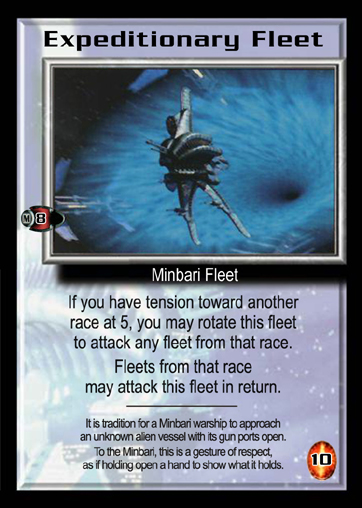 Expeditionary Fleet
M 8
Minbari Fleet
If you have tension toward another
race at 5, you may rotate this fleet
to attack any fleet from that race.
Fleets from that race
may attack this fleet in return.
It is tradition for a Minbari warship to approach
an unknown alien vessel with its gun ports open.
To the Minbari, this is a gesture of respect,
as if holding open a hand to show what it holds.
10